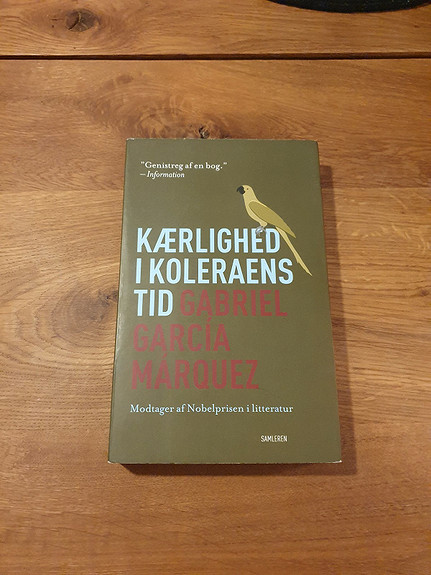 "Genistreg af en bog."
– Information
KÆRLIGHED
I KOLERAENS
TID GABRIEL
GARCÍA
MÁRQUEZ
Modtager af Nobelprisen i litteratur
SAMLEREN